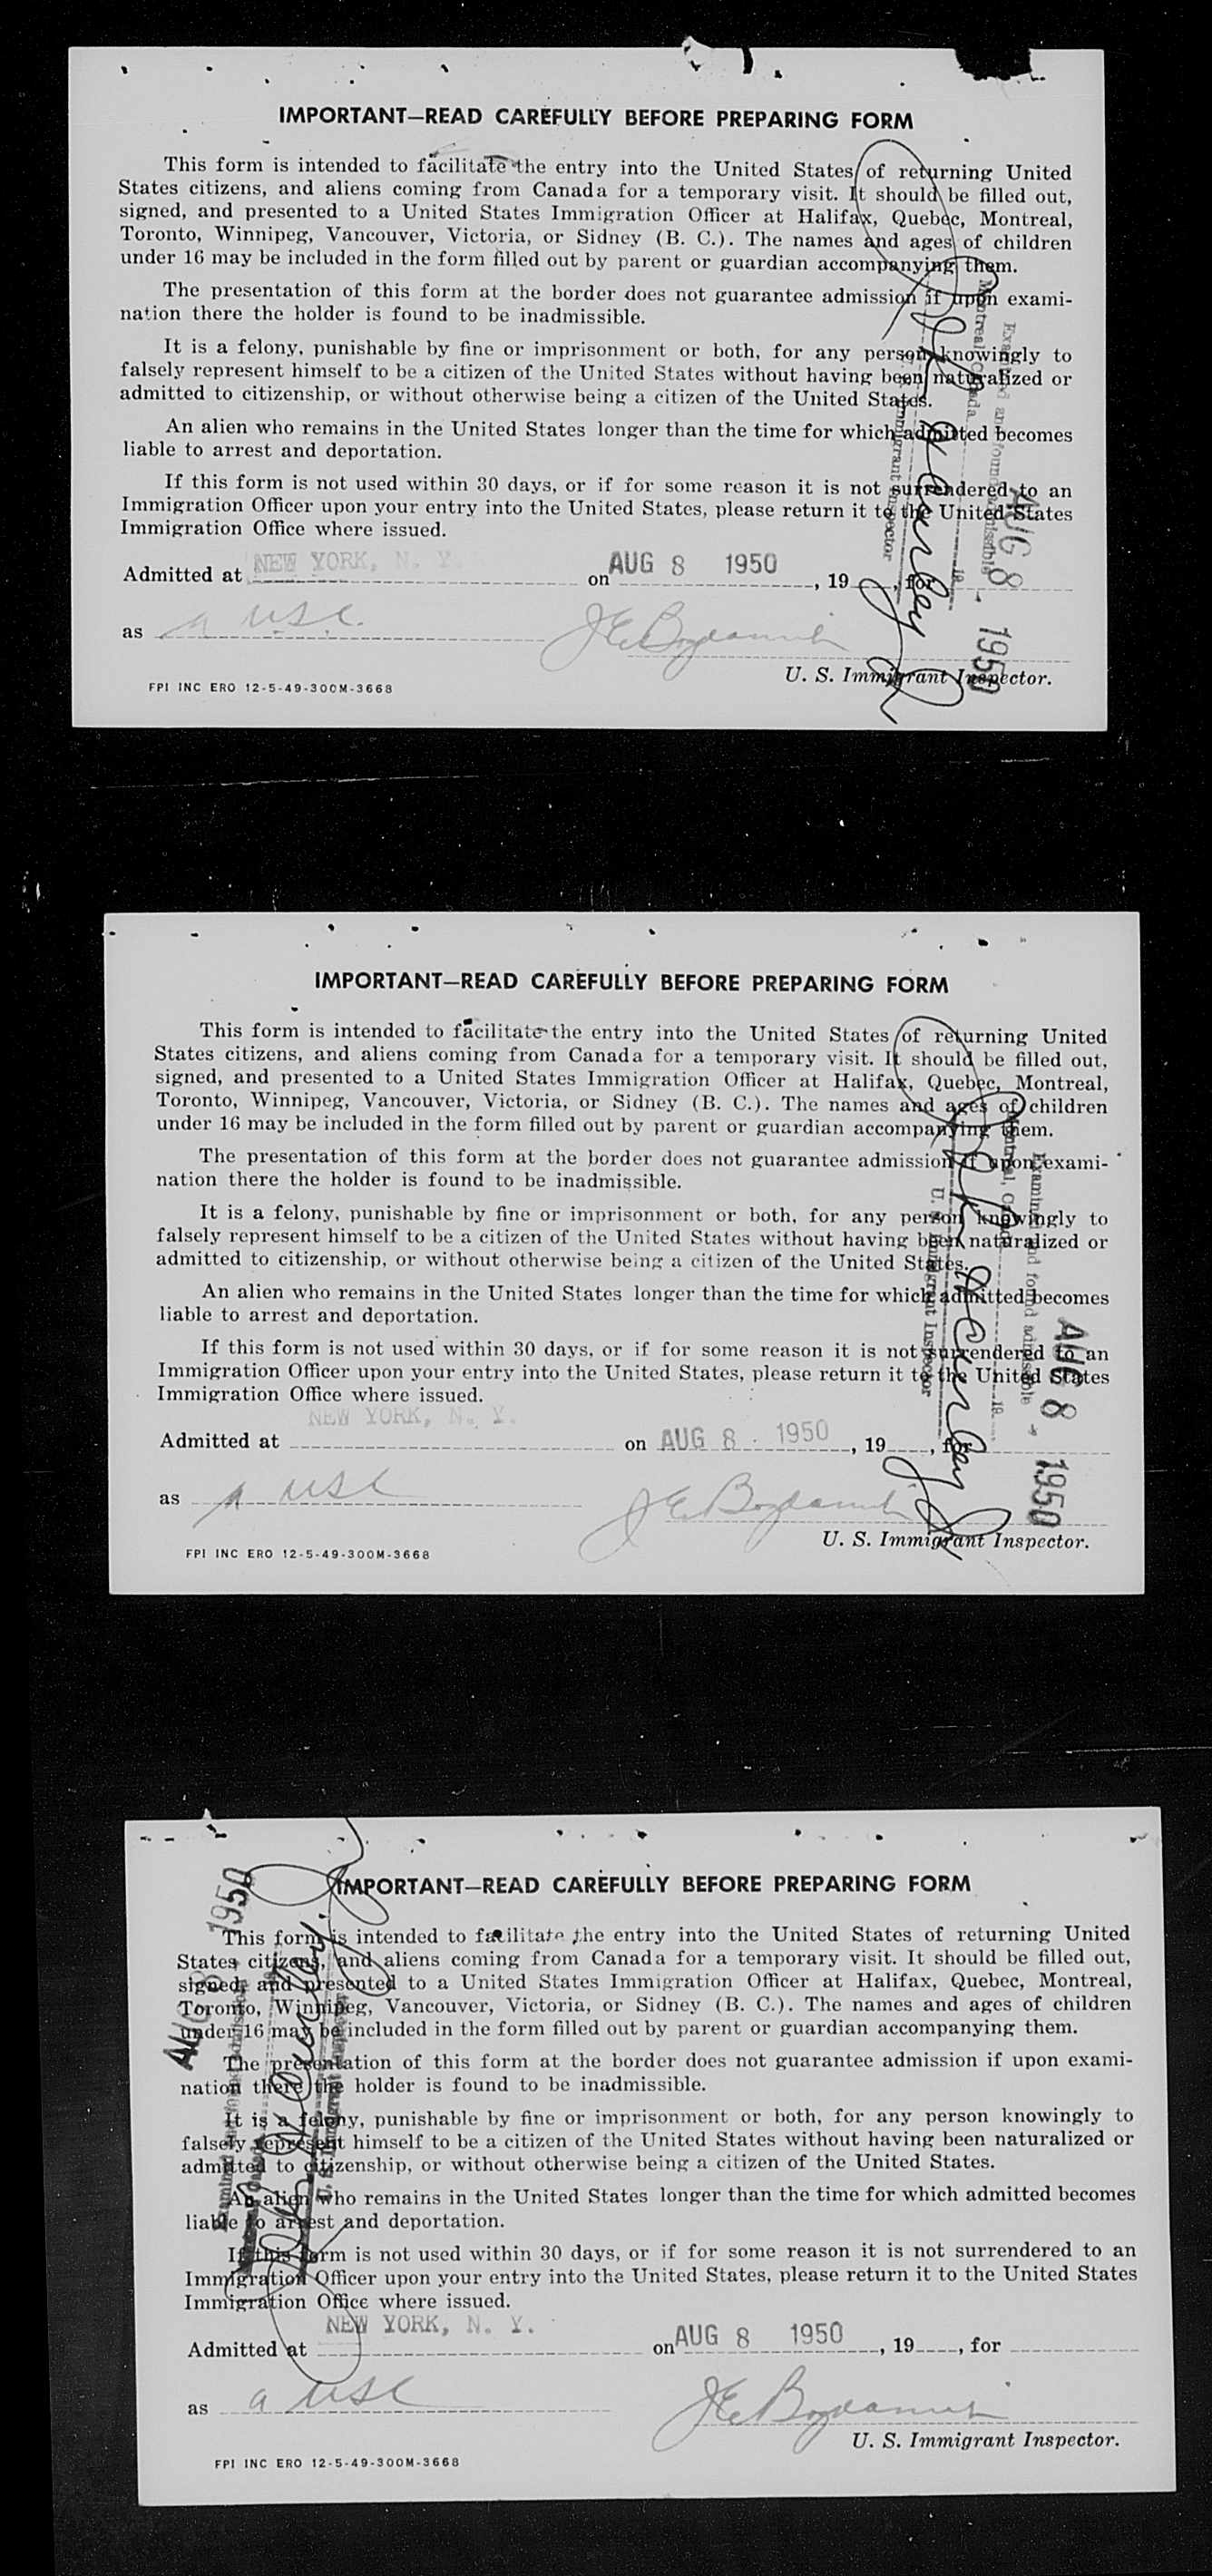 IMPORTANT—READ CAREFULLY BEFORE PREPARING FORM
This form is intended to facilitate the entry into the United States of returning United
States citizens, and aliens coming from Canada for a temporary visit. It should be filled out,
signed, and presented to a United States Immigration Officer at Halifax, Quebec, Montreal,
Toronto, Winnipeg, Vancouver, Victoria, or Sidney (B. C.). The names and ages of children
under 16 may be included in the form filled out by parent or guardian accompanying them.
The presentation of this form at the border does not guarantee admission if upon exami-
nation there the holder is found to be inadmissible.
It is a felony, punishable by fine or imprisonment or both, for any person knowingly to
falsely represent himself to be a citizen of the United States without having been naturalized or
admitted to citizenship, or without otherwise being a citizen of the United States.
An alien who remains in the United States longer than the time for which admitted becomes
liable to arrest and deportation.
If this form is not used within 30 days, or if for some reason it is not surrendered to an
Immigration Officer upon your entry into the United States, please return it to the United States
Immigration Office where issued.
Admitted at NEW YORK, N. Y. on AUG 8 1950, 19, for
as a USC
U. S. Immigrant Inspector.
FPI INC ERO 12-5-49-300M-3668
Examined and found admissible
AUG 8 - 1950
Montreal, Canada 19
Immigrant Inspector
IMPORTANT—READ CAREFULLY BEFORE PREPARING FORM
This form is intended to facilitate the entry into the United States of returning United
States citizens, and aliens coming from Canada for a temporary visit. It should be filled out,
signed, and presented to a United States Immigration Officer at Halifax, Quebec, Montreal,
Toronto, Winnipeg, Vancouver, Victoria, or Sidney (B. C.). The names and ages of children
under 16 may be included in the form filled out by parent or guardian accompanying them.
The presentation of this form at the border does not guarantee admission if upon exami-
nation there the holder is found to be inadmissible.
It is a felony, punishable by fine or imprisonment or both, for any person knowingly to
falsely represent himself to be a citizen of the United States without having been naturalized or
admitted to citizenship, or without otherwise being a citizen of the United States.
An alien who remains in the United States longer than the time for which admitted becomes
liable to arrest and deportation.
If this form is not used within 30 days, or if for some reason it is not surrendered to an
Immigration Officer upon your entry into the United States, please return it to the United States
Immigration Office where issued.
Admitted at NEW YORK, N. Y. on AUG 8 1950, 19, for
as a USC
U. S. Immigrant Inspector.
FPI INC ERO 12-5-49-300M-3668
Examined and found admissible
AUG 8 - 1950
Montreal, Canada 19
U. S. Immigrant Inspector
IMPORTANT—READ CAREFULLY BEFORE PREPARING FORM
This form is intended to facilitate the entry into the United States of returning United
States citizens, and aliens coming from Canada for a temporary visit. It should be filled out,
signed, and presented to a United States Immigration Officer at Halifax, Quebec, Montreal,
Toronto, Winnipeg, Vancouver, Victoria, or Sidney (B. C.). The names and ages of children
under 16 may be included in the form filled out by parent or guardian accompanying them.
The presentation of this form at the border does not guarantee admission if upon exami-
nation there the holder is found to be inadmissible.
It is a felony, punishable by fine or imprisonment or both, for any person knowingly to
falsely represent himself to be a citizen of the United States without having been naturalized or
admitted to citizenship, or without otherwise being a citizen of the United States.
An alien who remains in the United States longer than the time for which admitted becomes
liable to arrest and deportation.
If this form is not used within 30 days, or if for some reason it is not surrendered to an
Immigration Officer upon your entry into the United States, please return it to the United States
Immigration Office where issued.
Admitted at NEW YORK, N. Y. on AUG 8 1950, 19, for
as a USC
U. S. Immigrant Inspector.
FPI INC ERO 12-5-49-300M-3668
AUG 8 1950